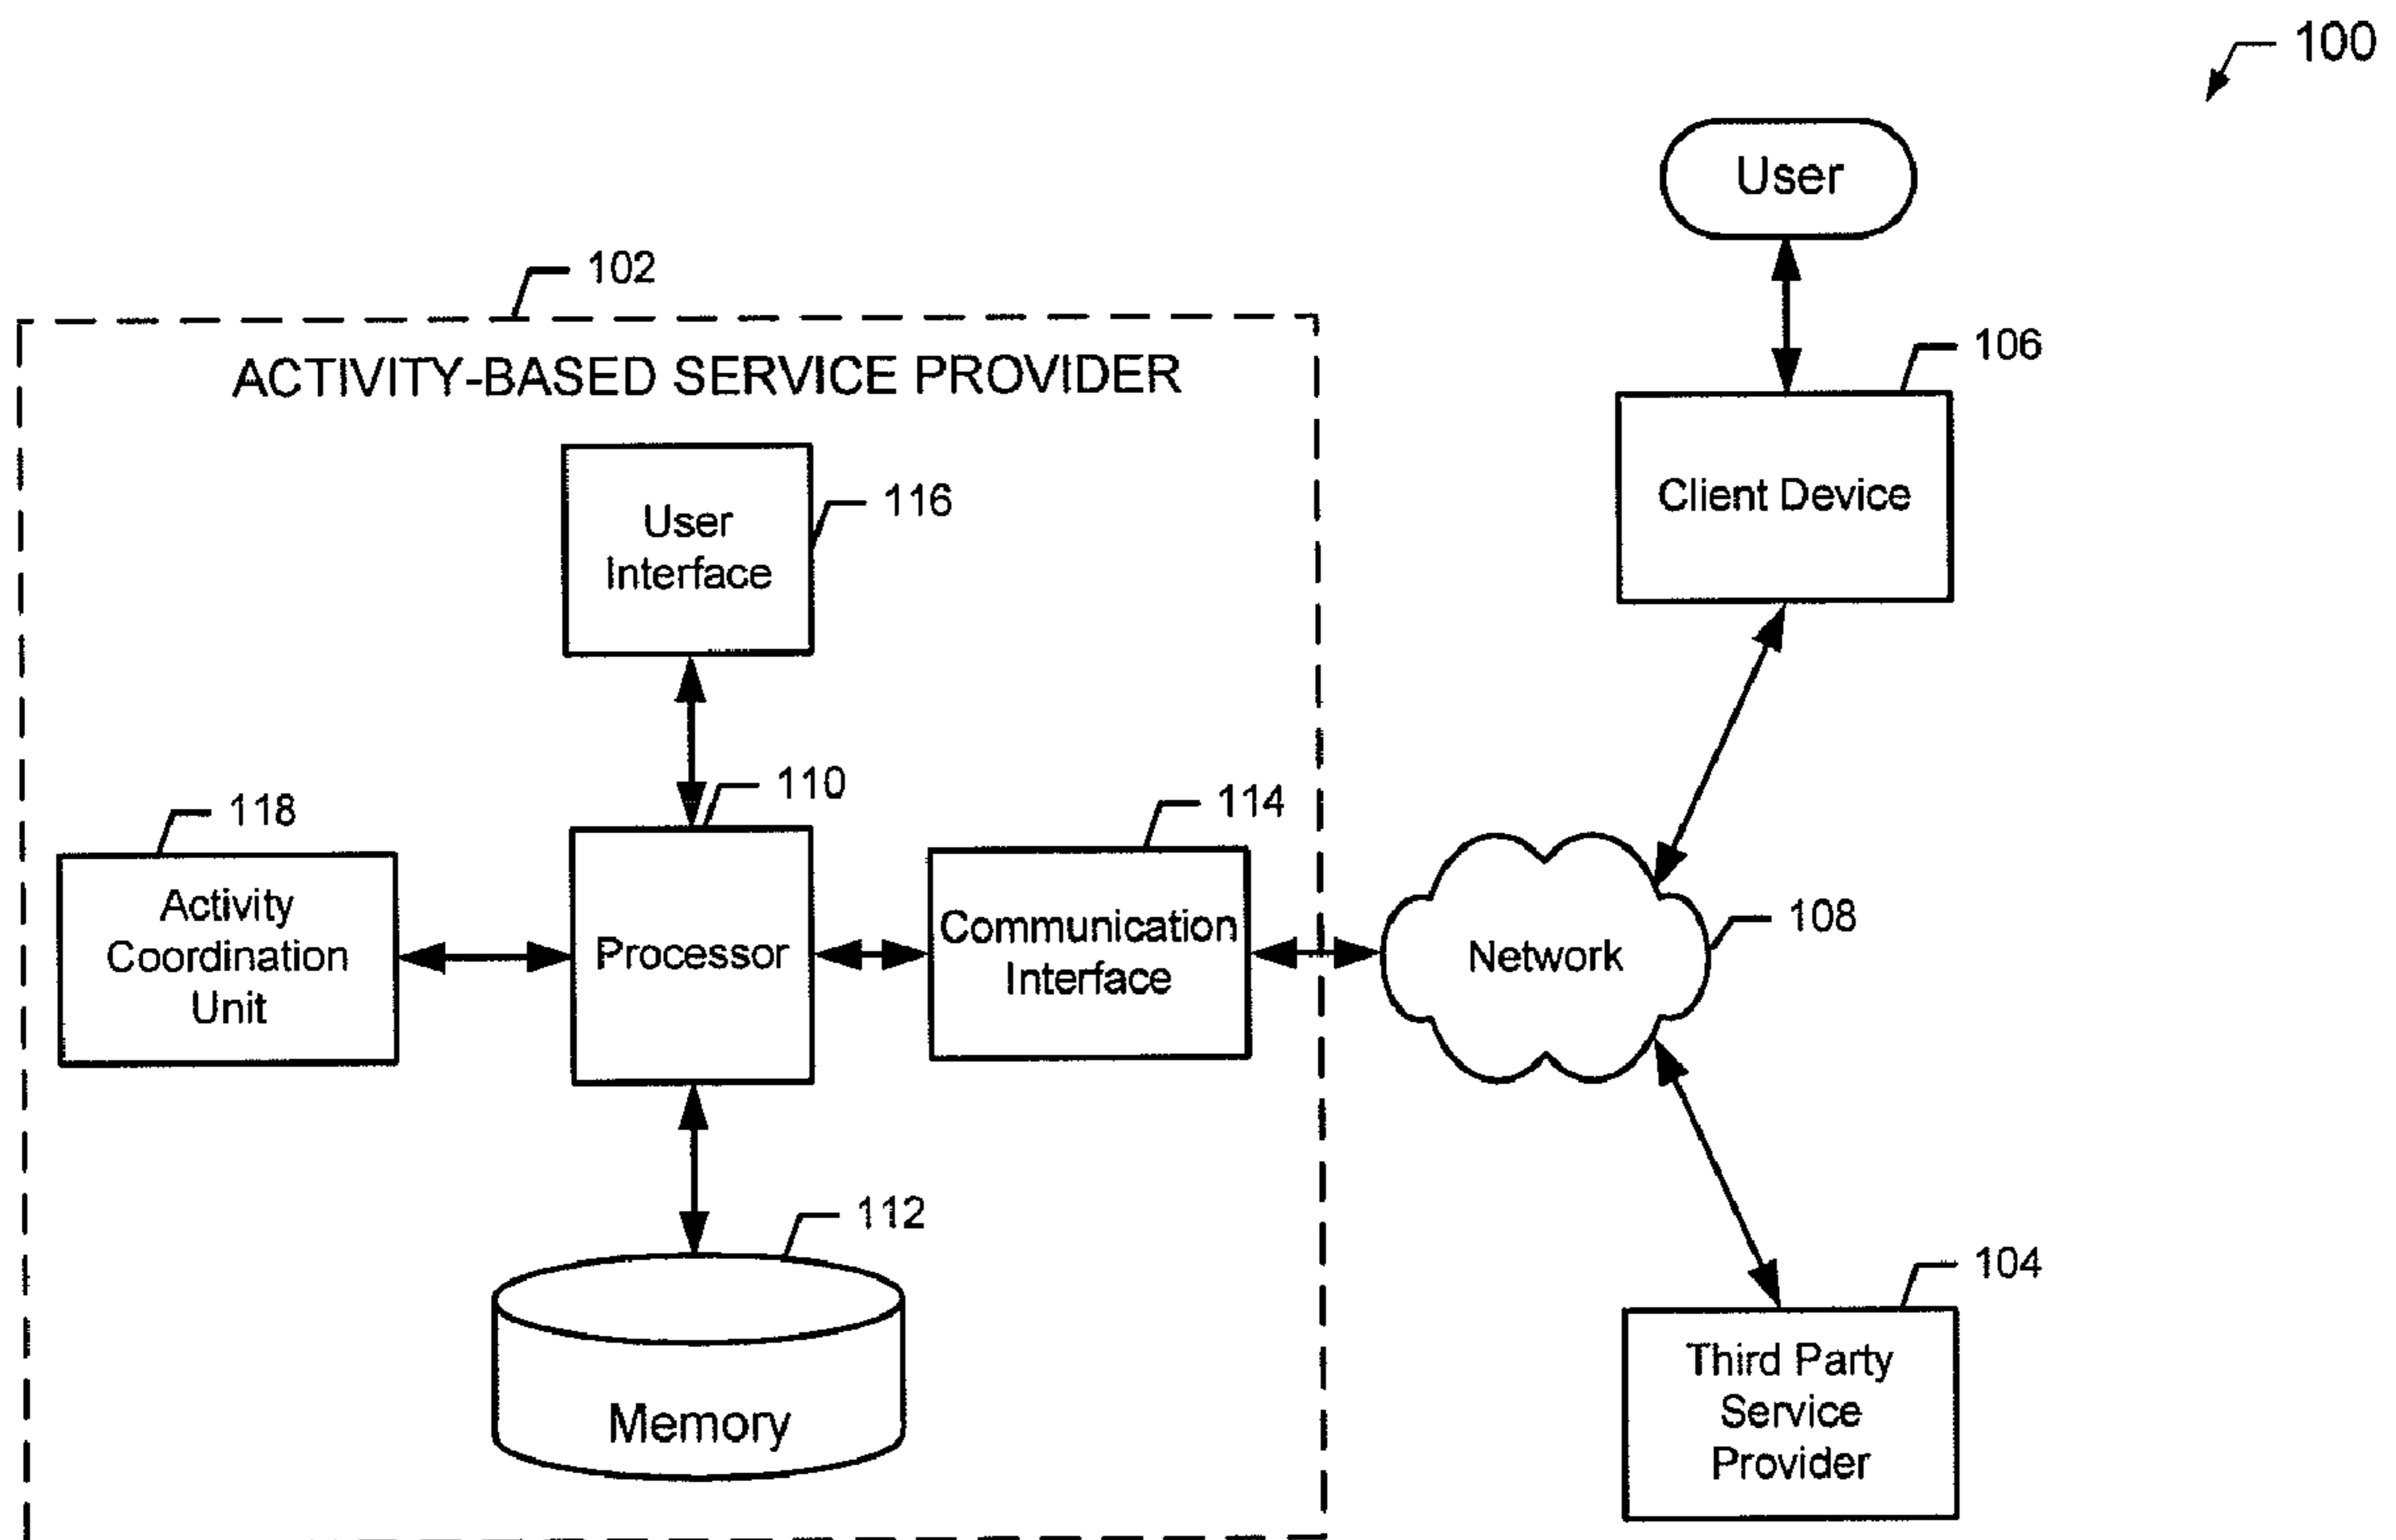 100
User
102
ACTIVITY-BASED SERVICE PROVIDER
106
Client Device
User
Interface
116
110
118
114
Activity
Coordination
Unit
Processor
Communication
Interface
Network
108
112
Memory
104
Third Party
Service
Provider